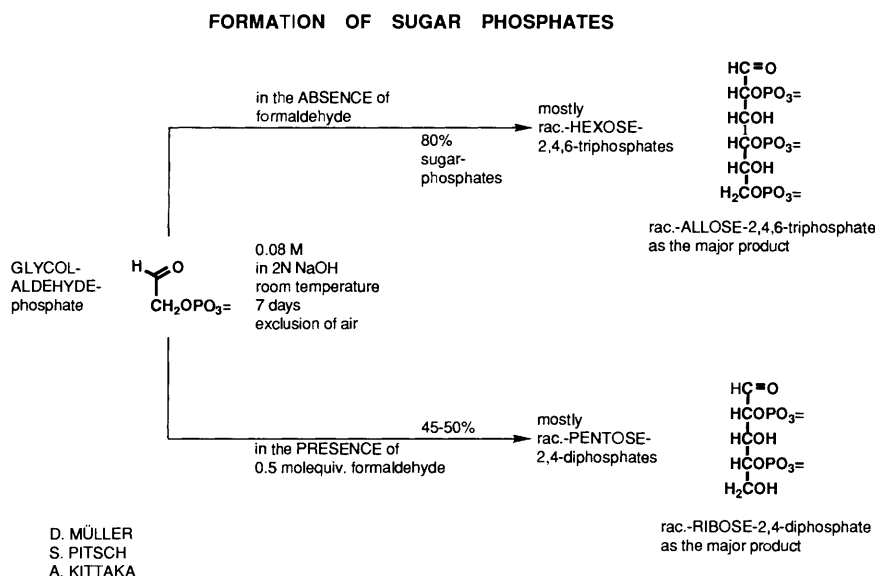 FORMATION OF SUGAR PHOSPHATES
in the ABSENCE of
formaldehyde
80%
sugar-
phosphates
mostly
rac.-HEXOSE-
2,4,6-triphosphates
HC=O
HCOPO3=
HCOH
HCOPO3=
HCOH
H2COPO3=
rac.-ALLOSE-2,4,6-triphosphate
as the major product
GLYCOL-
ALDEHYDE-
phosphate
H O
CH2OPO3=
0.08 M
in 2N NaOH
room temperature
7 days
exclusion of air
45-50%
in the PRESENCE of
0.5 molequiv. formaldehyde
mostly
rac.-PENTOSE-
2,4-diphosphates
HC=O
HCOPO3=
HCOH
HCOPO3=
H2COH
rac.-RIBOSE-2,4-diphosphate
as the major product
D. MÜLLER
S. PITSCH
A. KITTAKA